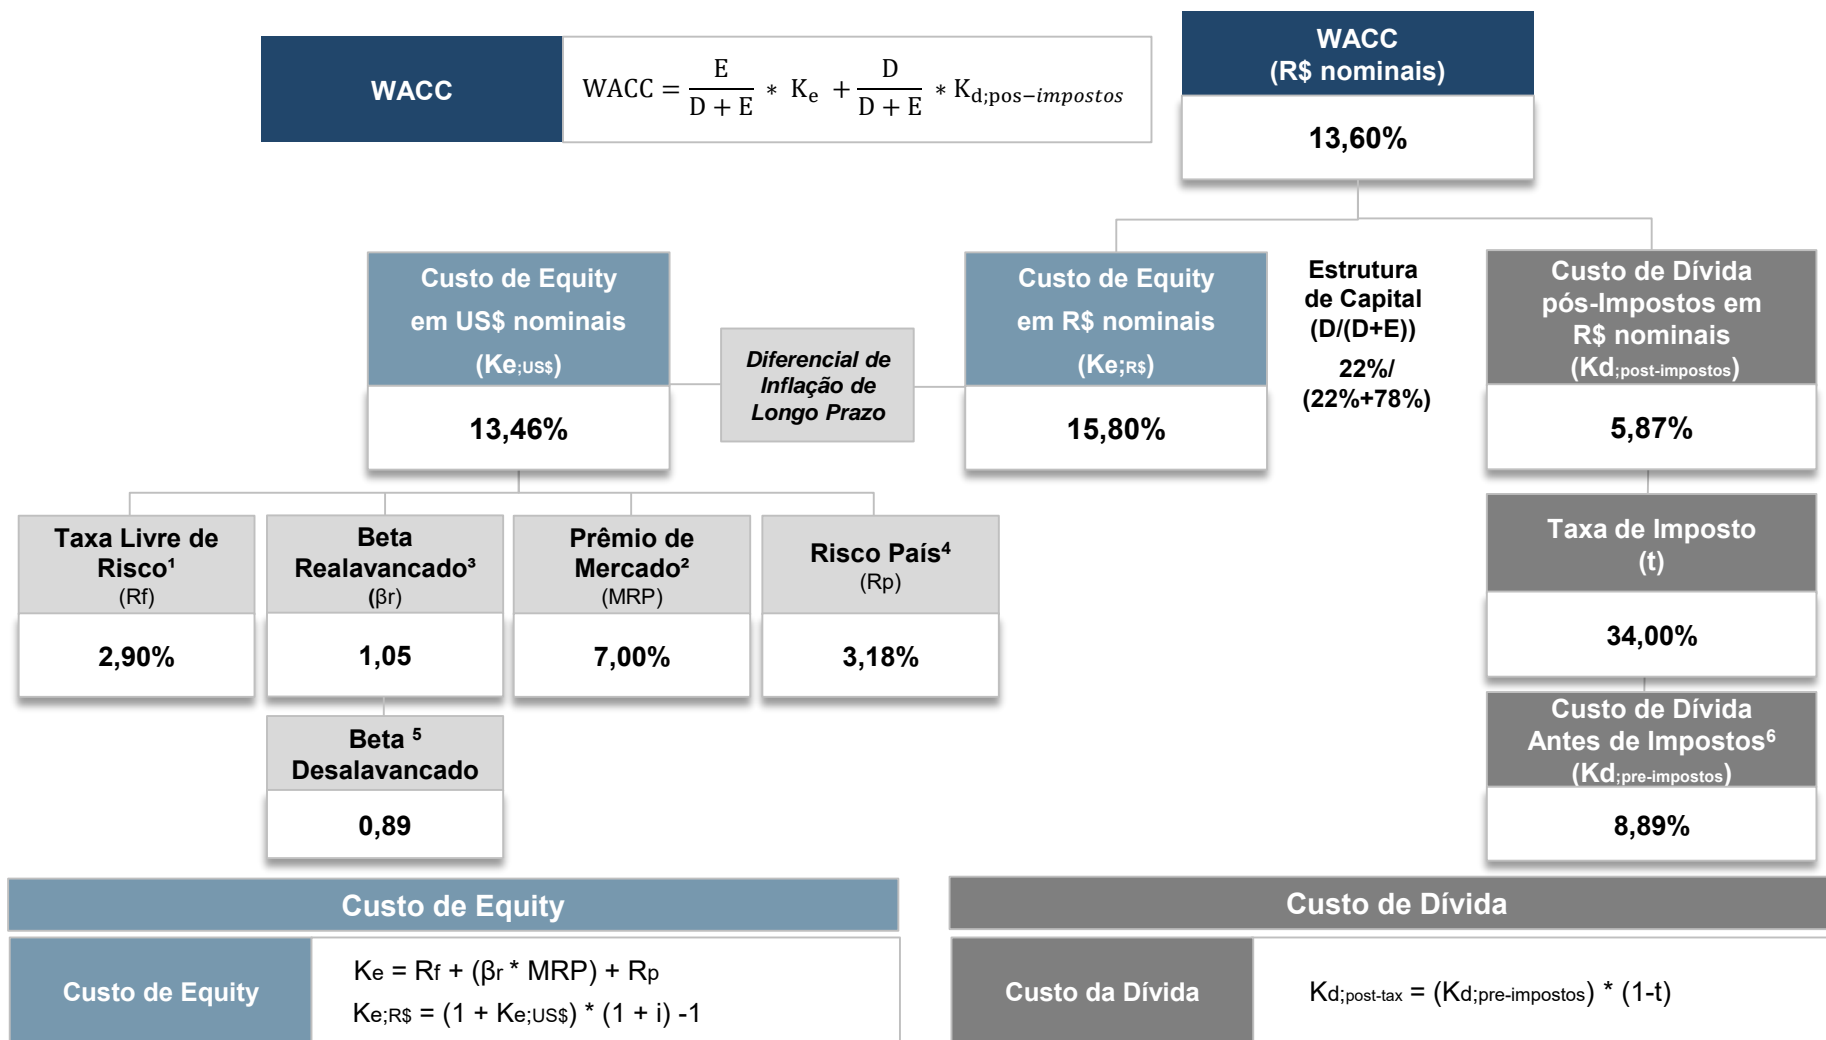 WACC
WACC = E/(D + E) * Ke + D/(D + E) * Kd;pos−impostos
WACC
(R$ nominais)
13,60%
Custo de Equity
em US$ nominais
(Ke;US$)
13,46%
Diferencial de
Inflação de
Longo Prazo
Custo de Equity
em R$ nominais
(Ke;R$)
15,80%
Estrutura
de Capital
(D/(D+E))
22%/
(22%+78%)
Custo de Dívida
pós-Impostos em
R$ nominais
(Kd;post-impostos)
5,87%
Taxa Livre de
Risco¹
(Rf)
2,90%
Beta
Realavancado³
(βr)
1,05
Prêmio de
Mercado²
(MRP)
7,00%
Risco País⁴
(Rp)
3,18%
Taxa de Imposto
(t)
34,00%
Beta ⁵
Desalavancado
0,89
Custo de Dívida
Antes de Impostos⁶
(Kd;pre-impostos)
8,89%
Custo de Equity
Custo de Equity
Ke = Rf + (βr * MRP) + Rp
Ke;R$ = (1 + Ke;US$) * (1 + i) -1
Custo de Dívida
Custo da Dívida
Kd;post-tax = (Kd;pre-impostos) * (1-t)